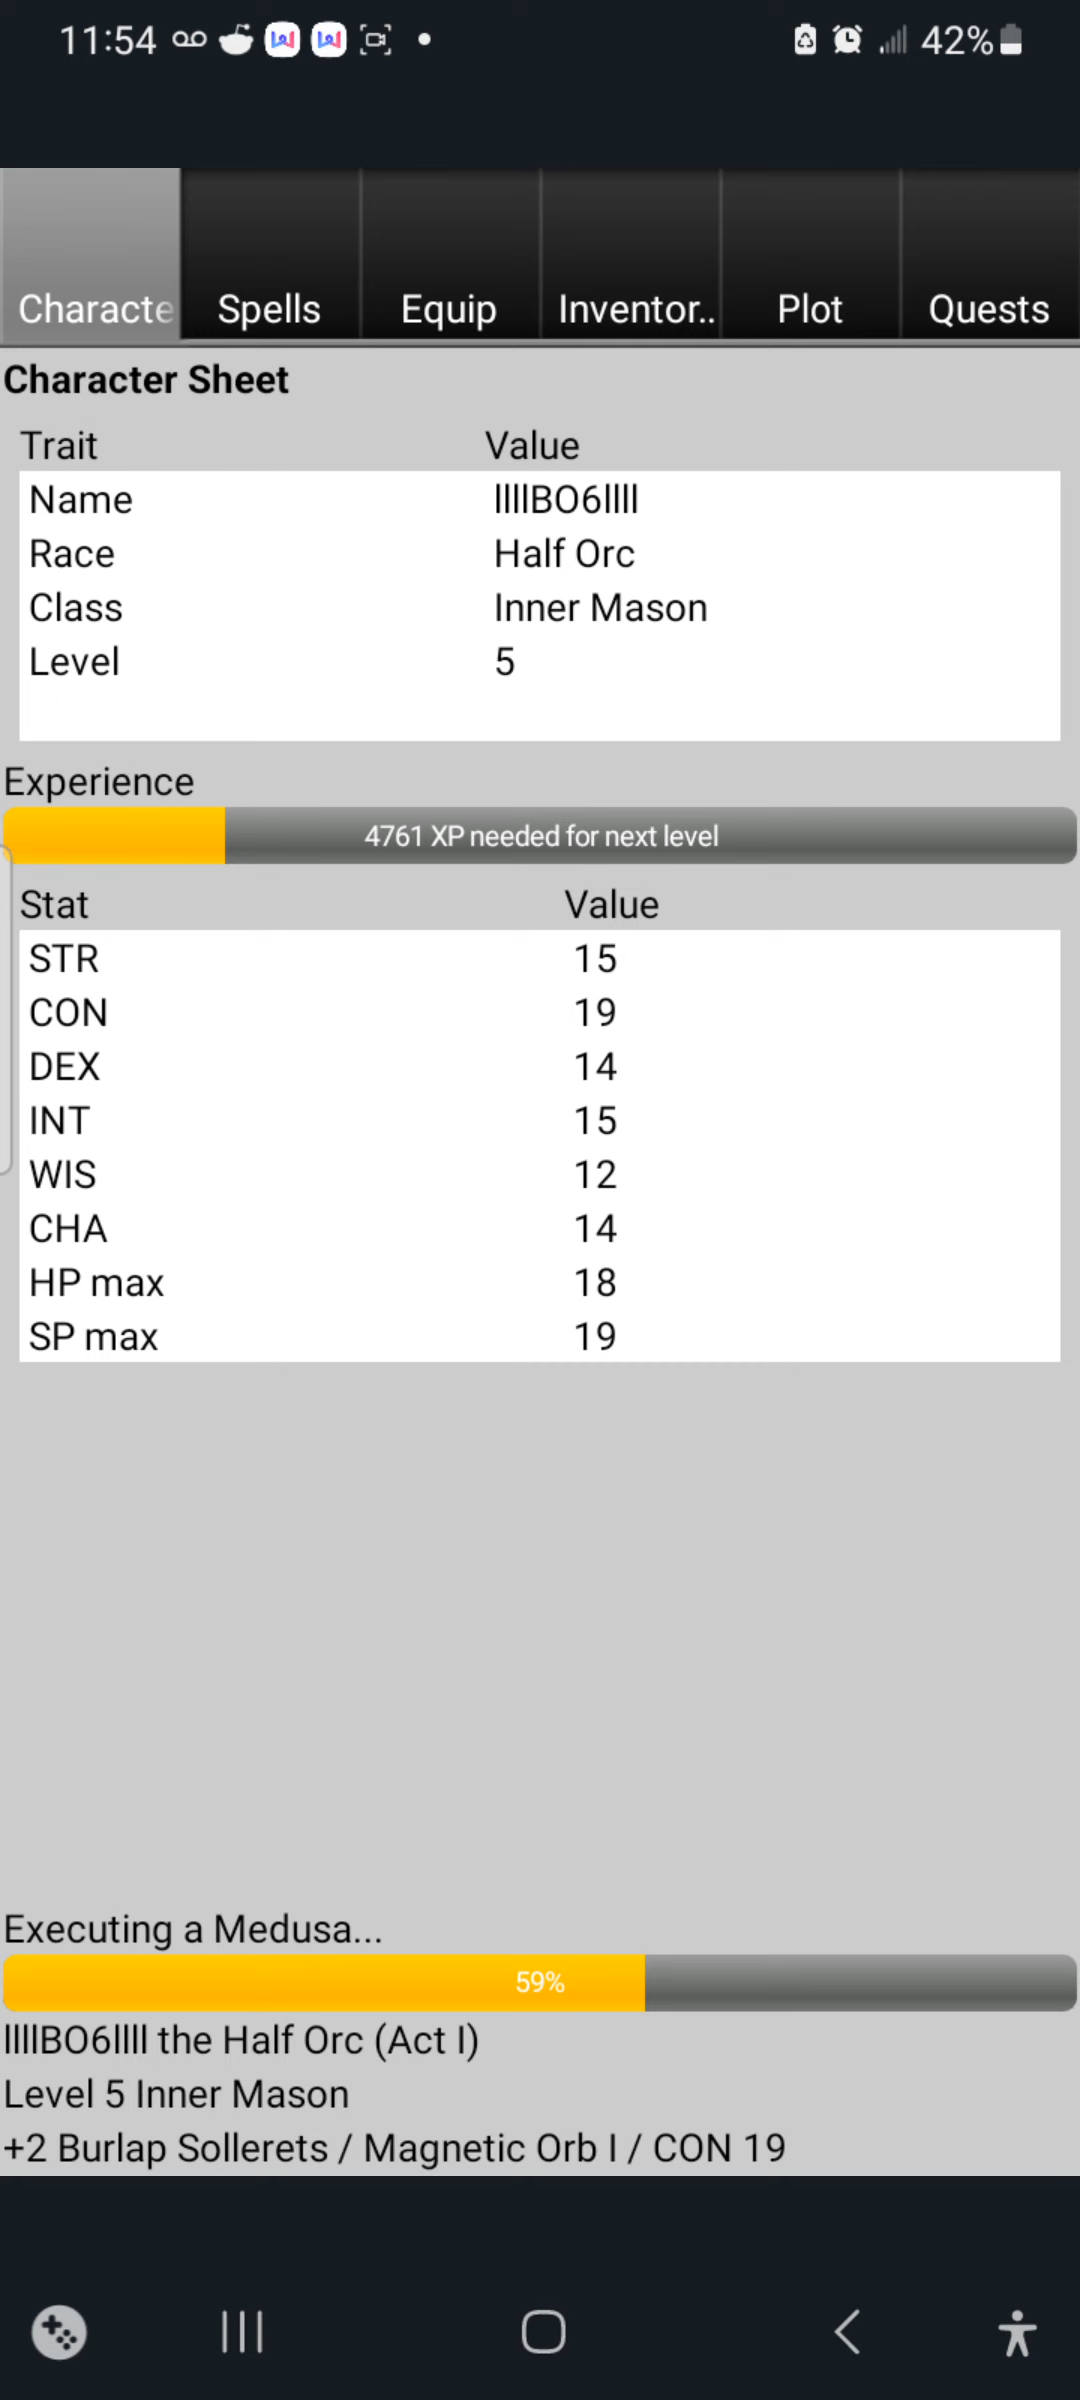 11:54 42%
Characte Spells Equip Inventor.. Plot Quests
Character Sheet
Trait Value
Name llllBO6llll
Race Half Orc
Class Inner Mason
Level 5
Experience
4761 XP needed for next level
Stat Value
STR 15
CON 19
DEX 14
INT 15
WIS 12
CHA 14
HP max 18
SP max 19
Executing a Medusa...
59%
llllBO6llll the Half Orc (Act I)
Level 5 Inner Mason
+2 Burlap Sollerets / Magnetic Orb I / CON 19